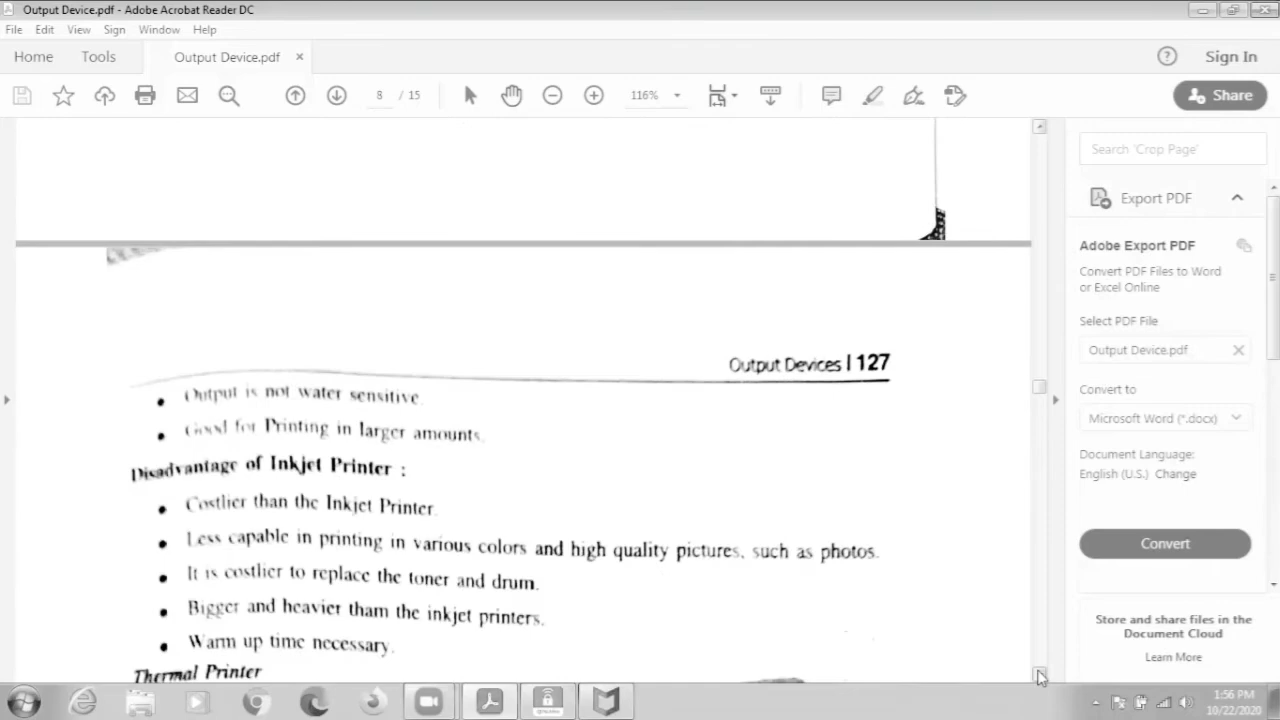 Output Device.pdf - Adobe Acrobat Reader DC
File Edit View Sign Window Help
Home Tools Output Device.pdf × ? Sign In
8 / 15 116% Share
Search 'Crop Page'
Export PDF
Adobe Export PDF
Convert PDF Files to Word
or Excel Online
Select PDF File
Output Device.pdf
Convert to
Microsoft Word (*.docx)
Document Language:
English (U.S.) Change
Convert
Store and share files in the
Document Cloud
Learn More
Output Devices | 127
• Output is not water sensitive.
• Good for Printing in larger amounts.
Disadvantage of Inkjet Printer :
• Costlier than the Inkjet Printer.
• Less capable in printing in various colors and high quality pictures, such as photos.
• It is costlier to replace the toner and drum.
• Bigger and heavier tham the inkjet printers.
• Warm up time necessary.
Thermal Printer
1:56 PM
10/22/2020